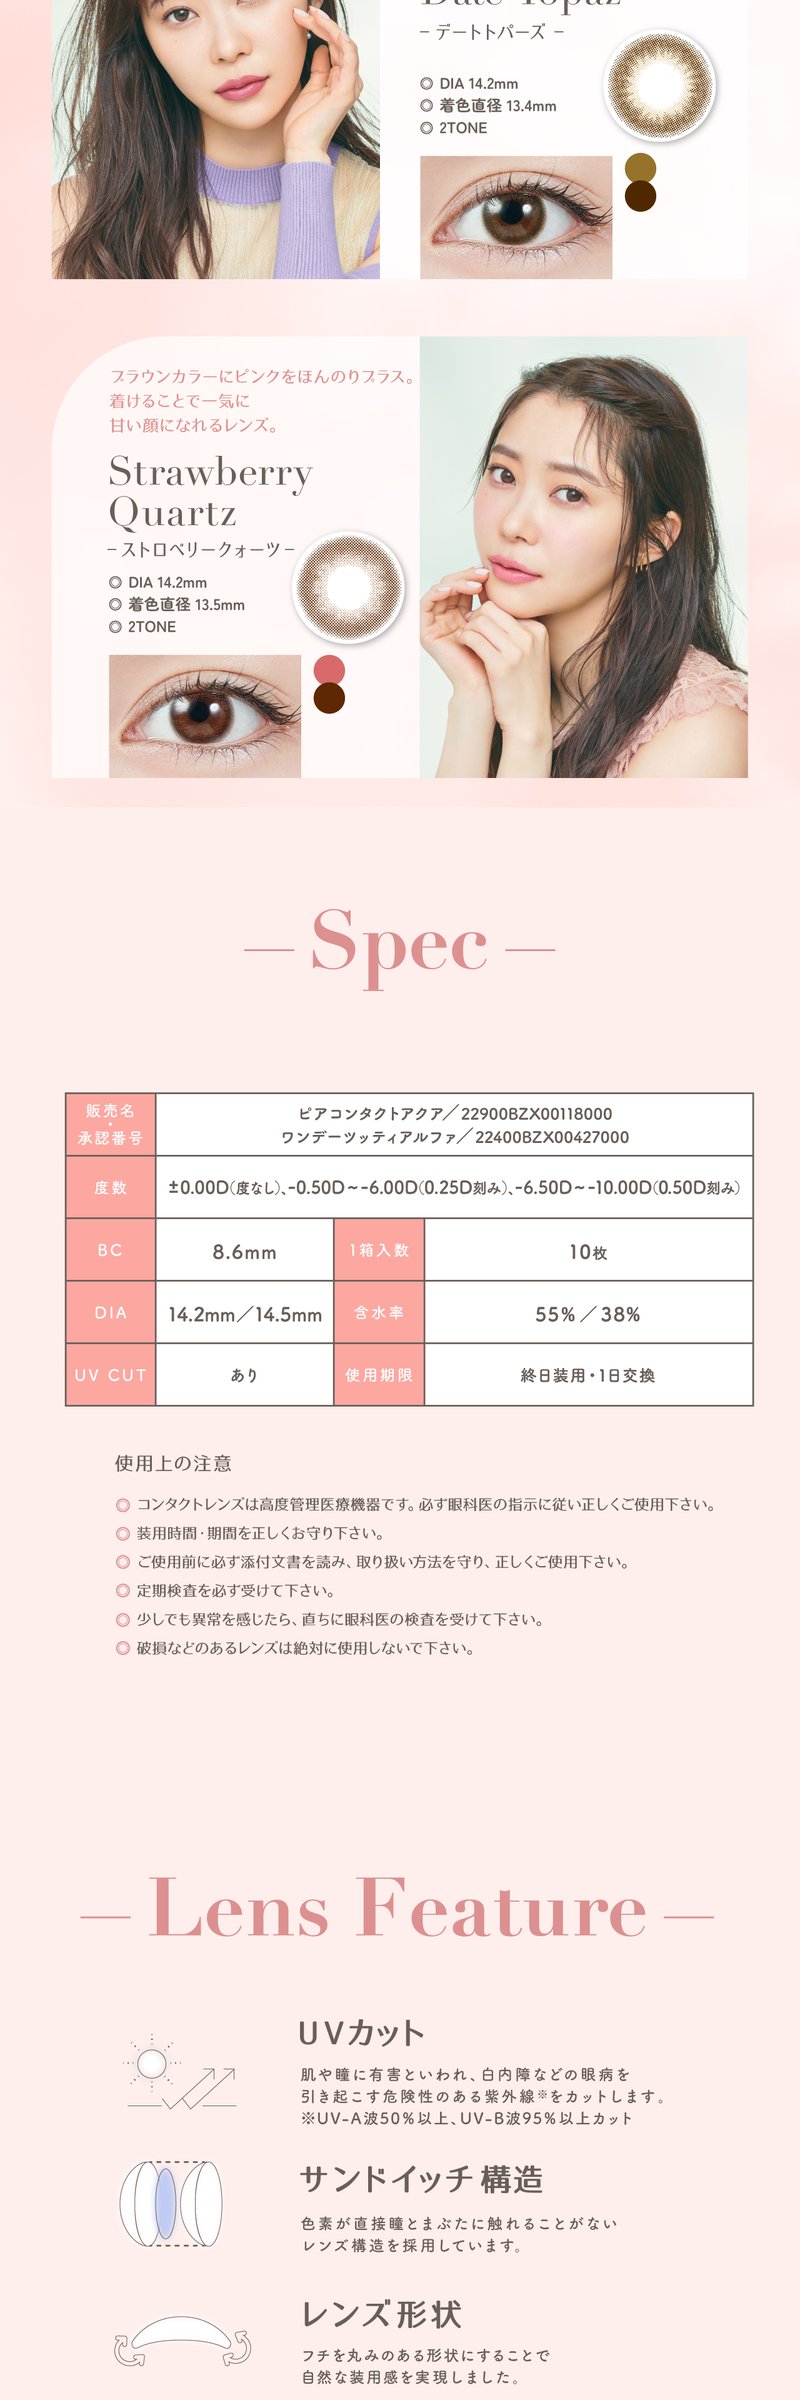 Date Topaz
− デートトパーズ −
◎ DIA 14.2mm
◎ 着色直径 13.4mm
◎ 2TONE
ブラウンカラーにピンクをほんのりプラス。
着けることで一気に
甘い顔になれるレンズ。
Strawberry
Quartz
− ストロベリークォーツ −
◎ DIA 14.2mm
◎ 着色直径 13.5mm
◎ 2TONE
— Spec —
販売名
・
承認番号
ピアコンタクトアクア／22900BZX00118000
ワンデーツッティアルファ／22400BZX00427000
度数
±0.00D(度なし)、-0.50D～-6.00D(0.25D刻み)、-6.50D～-10.00D(0.50D刻み)
BC
8.6mm
1箱入数
10枚
DIA
14.2mm／14.5mm
含水率
55%／38%
UV CUT
あり
使用期限
終日装用・1日交換
使用上の注意
◎ コンタクトレンズは高度管理医療機器です。必ず眼科医の指示に従い正しくご使用下さい。
◎ 装用時間・期間を正しくお守り下さい。
◎ ご使用前に必ず添付文書を読み、取り扱い方法を守り、正しくご使用下さい。
◎ 定期検査を必ず受けて下さい。
◎ 少しでも異常を感じたら、直ちに眼科医の検査を受けて下さい。
◎ 破損などのあるレンズは絶対に使用しないで下さい。
— Lens Feature —
UVカット
肌や瞳に有害といわれ、白内障などの眼病を
引き起こす危険性のある紫外線※をカットします。
※UV-A波50%以上、UV-B波95%以上カット
サンドイッチ構造
色素が直接瞳とまぶたに触れることがない
レンズ構造を採用しています。
レンズ形状
フチを丸みのある形状にすることで
自然な装用感を実現しました。